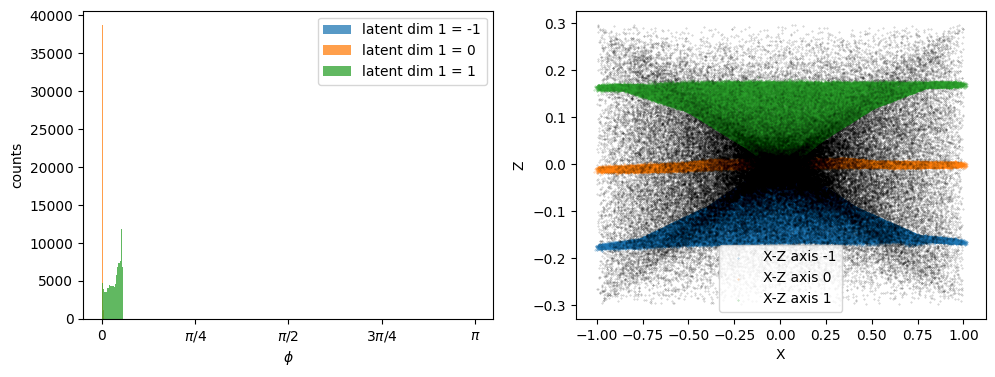 40000
35000
30000
25000
20000
15000
10000
5000
0
counts
latent dim 1 = -1
latent dim 1 = 0
latent dim 1 = 1
0
π/4
π/2
3π/4
π
ϕ
0.3
0.2
0.1
0.0
−0.1
−0.2
−0.3
Z
X-Z axis -1
X-Z axis 0
X-Z axis 1
−1.00
−0.75
−0.50
−0.25
0.00
0.25
0.50
0.75
1.00
X